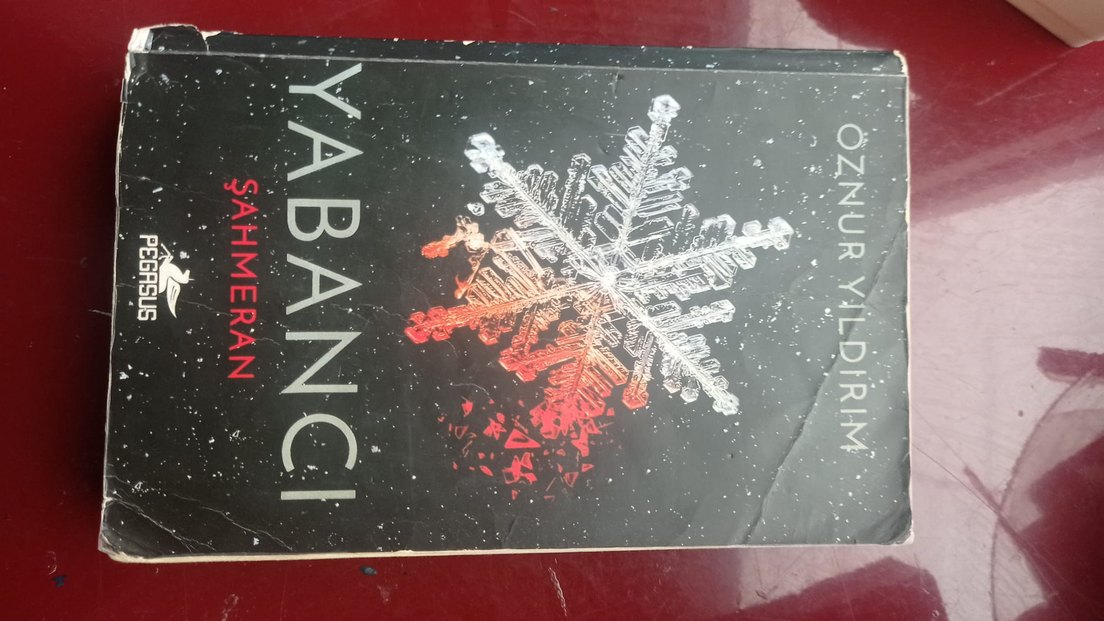 ÖZNUR YILDIRIM
YABANCI
ŞAHMERAN
PEGASUS